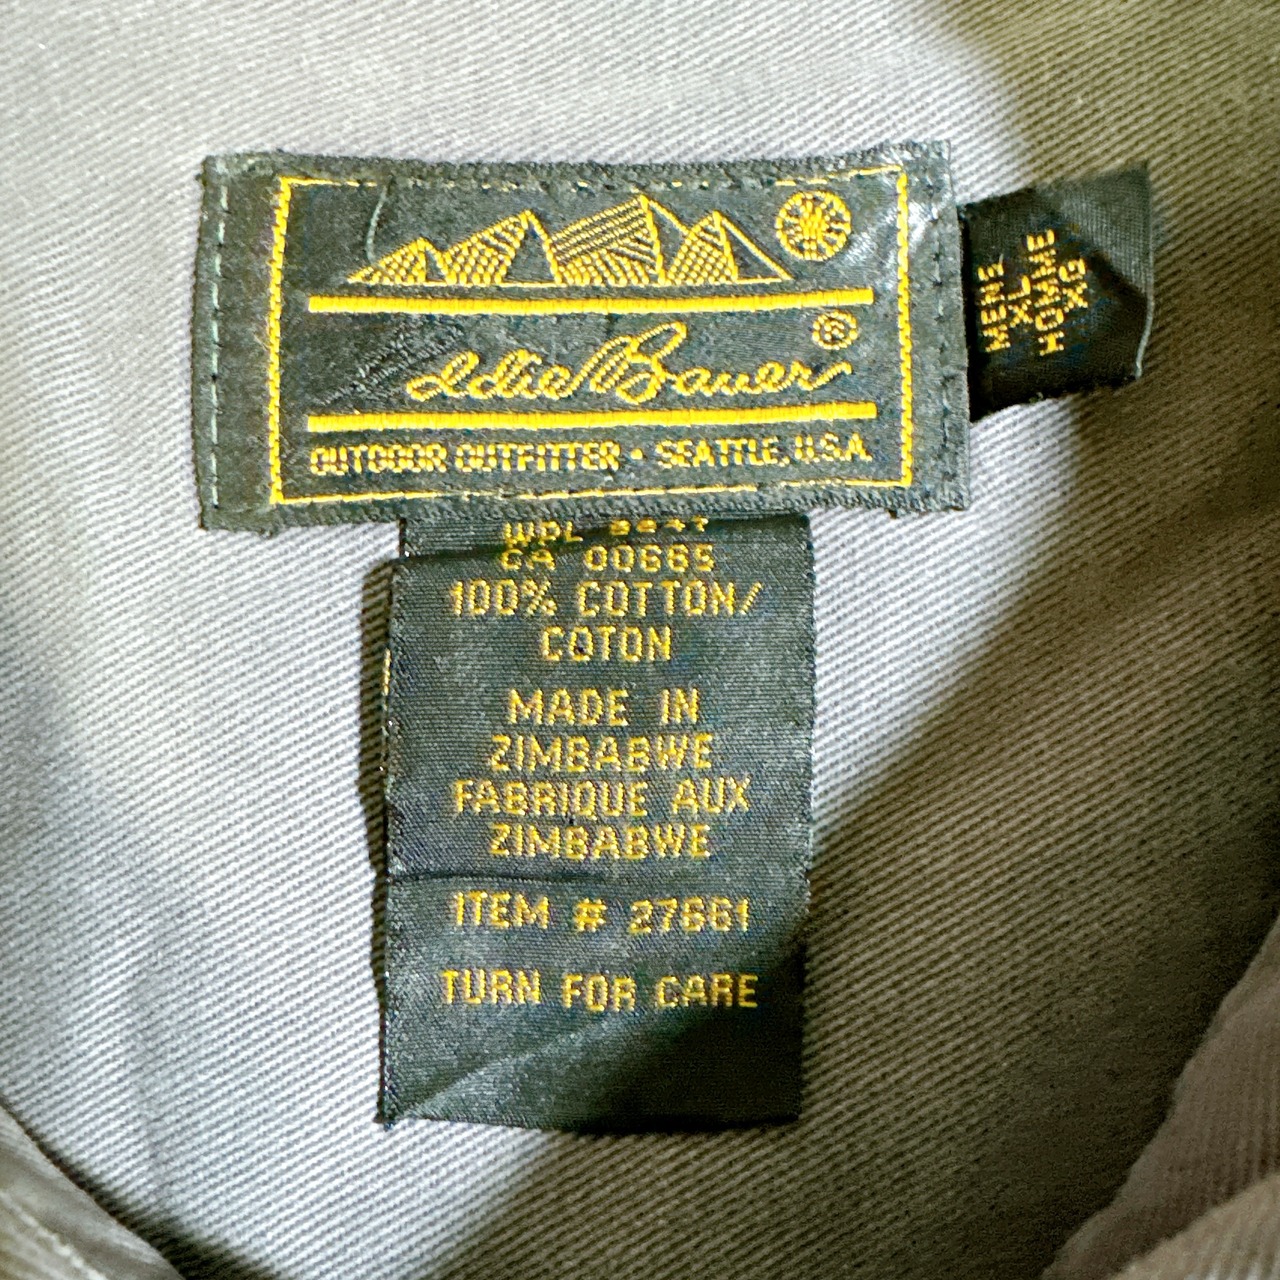 Eddie Bauer®
OUTDOOR OUTFITTER • SEATTLE, U.S.A.
MENS
XL
HOMME
XG
WPL
CA 00665
100% COTTON/
COTON
MADE IN
ZIMBABWE
FABRIQUE AUX
ZIMBABWE
ITEM # 27661
TURN FOR CARE